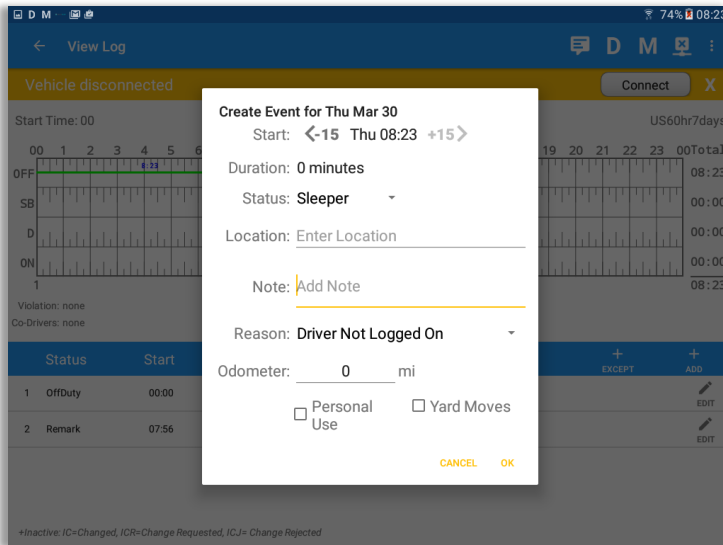 D M 74% 08:23
View Log D M
Vehicle disconnected Connect X
Start Time: 00 US60hr7days
00 1 2 3 4 5 6 19 20 21 22 23 00 Total
8:23
OFF 08:23
SB 00:00
D 00:00
ON 00:00
1 08:23
Violation: none
Co-Drivers: none
Status Start + EXCEPT + ADD
1 OffDuty 00:00 EDIT
2 Remark 07:56 EDIT
+Inactive: IC=Changed, ICR=Change Requested, ICJ= Change Rejected
Create Event for Thu Mar 30
Start: <-15 Thu 08:23 +15>
Duration: 0 minutes
Status: Sleeper
Location: Enter Location
Note: Add Note
Reason: Driver Not Logged On
Odometer: 0 mi
Personal Use
Yard Moves
CANCEL OK